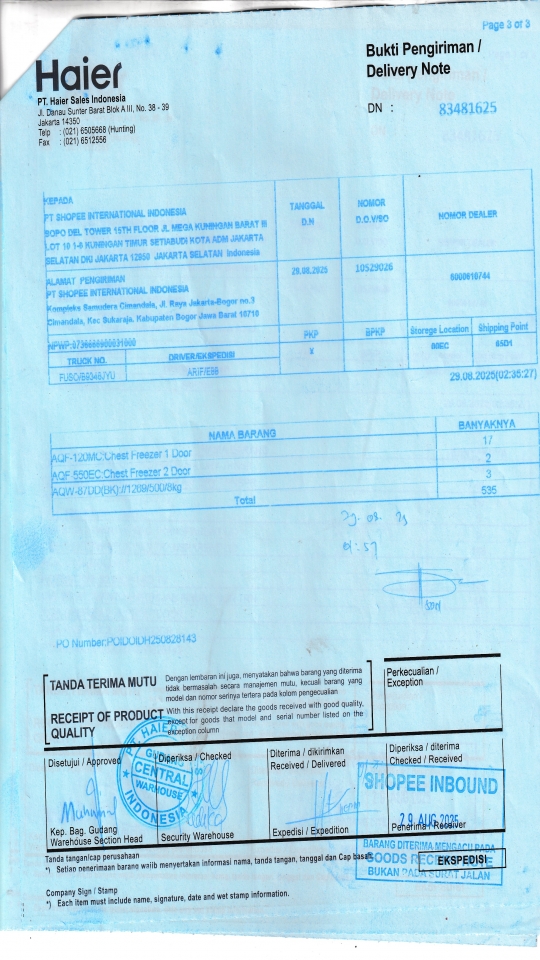 Page 3 of 3
Haier
PT. Haier Sales Indonesia
Jl. Danau Sunter Barat Blok A III, No. 38 - 39
Jakarta 14350
Telp : (021) 6505668 (Hunting)
Fax : (021) 6512556
Bukti Pengiriman /
Delivery Note
DN : 83481625
KEPADA
PT SHOPEE INTERNATIONAL INDONESIA
SOPO DEL TOWER 15TH FLOOR JL MEGA KUNINGAN BARAT III
LOT 10 1-6 KUNINGAN TIMUR SETIABUDI KOTA ADM JAKARTA
SELATAN DKI JAKARTA 12950 JAKARTA SELATAN Indonesia
TANGGAL
D.N
NOMOR
D.O.V/SO
NOMOR DEALER
ALAMAT PENGIRIMAN
PT SHOPEE INTERNATIONAL INDONESIA
Kompleks Samudera Cimandala, Jl. Raya Jakarta-Bogor no.3
Cimandala, Kec Sukaraja. Kabupaten Bogor Jawa Barat 16710
29.08.2025
10529026
PKP
BPKP
Storege Location
Shipping Point
X
TRUCK NO.
DRIVER/EKSPEDISI
ARIF/E88
29.08.2025(02:35:27)
NAMA BARANG
BANYAKNYA
AQF-120MC:Chest Freezer 1 Door
17
AQF-550EC:Chest Freezer 2 Door
2
AQW-87DD(BK)://1269/500/8kg
3
Total
535
29.08.25
01:57
PO Number:POIDOIDH250828143
TANDA TERIMA MUTU
Dengan lembaran ini juga, menyatakan bahwa barang yang diterima
tidak bermasalah secara manajemen mutu, kecuali barang yang
model dan nomor serinya tertera pada kolom pengecualian
RECEIPT OF PRODUCT
QUALITY
With this receipt declare the goods received with good quality,
except for goods that model and serial number listed on the
exception column
Perkecualian /
Exception
Disetujui / Approved
Diperiksa / Checked
Diterima / dikirimkan
Received / Delivered
Diperiksa / diterima
Checked / Received
PT. HAIER
GUDANG
CENTRAL
WAREHOUSE
INDONESIA
SHOPEE INBOUND
29 AUG 2025
Kep. Bag. Gudang
Warehouse Section Head
Security Warehouse
Expedisi / Expedition
Penerima / Receiver
BARANG DITERIMA MENGACU PADA
GOODS RECEIPT NOTE
BUKAN PADA SURAT JALAN
EKSPEDISI
Tanda tangan/cap perusahaan
*) Setiap penerimaan barang wajib menyertakan informasi nama, tanda tangan, tanggal dan Cap basah
Company Sign / Stamp
*) Each item must include name, signature, date and wet stamp information.